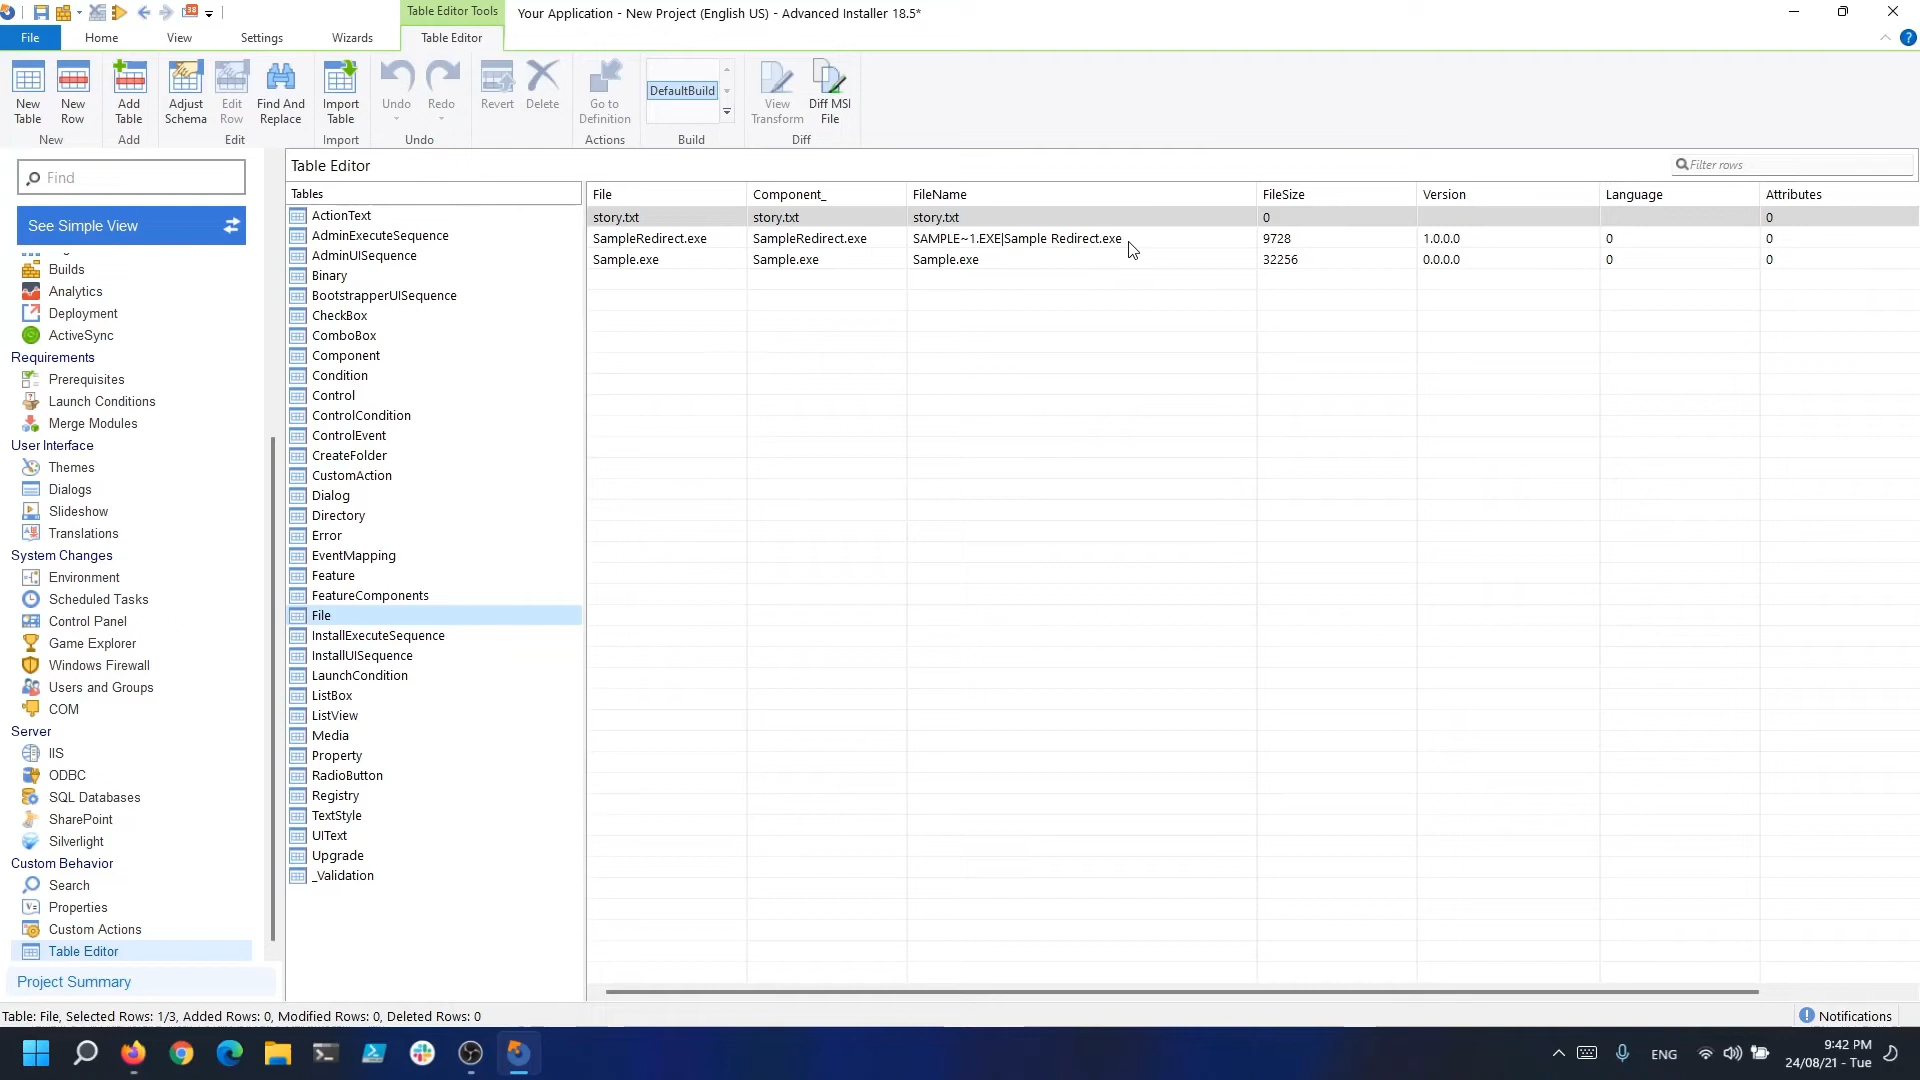 Table Editor Tools
Your Application - New Project (English US) - Advanced Installer 18.5*
File Home View Settings Wizards Table Editor
New Table
New Row
Add Table
Adjust Schema
Edit Row
Find And Replace
Import Table
Undo
Redo
Revert
Delete
Go to Definition
DefaultBuild
View Transform
Diff MSI File
New Add Edit Import Undo Actions Build Diff
Find
See Simple View
Builds
Analytics
Deployment
ActiveSync
Requirements
Prerequisites
Launch Conditions
Merge Modules
User Interface
Themes
Dialogs
Slideshow
Translations
System Changes
Environment
Scheduled Tasks
Control Panel
Game Explorer
Windows Firewall
Users and Groups
COM
Server
IIS
ODBC
SQL Databases
SharePoint
Silverlight
Custom Behavior
Search
Properties
Custom Actions
Table Editor
Project Summary
Table Editor
Filter rows
Tables
ActionText
AdminExecuteSequence
AdminUISequence
Binary
BootstrapperUISequence
CheckBox
ComboBox
Component
Condition
Control
ControlCondition
ControlEvent
CreateFolder
CustomAction
Dialog
Directory
Error
EventMapping
Feature
FeatureComponents
File
InstallExecuteSequence
InstallUISequence
LaunchCondition
ListBox
ListView
Media
Property
RadioButton
Registry
TextStyle
UIText
Upgrade
_Validation
File Component_ FileName FileSize Version Language Attributes
story.txt story.txt story.txt 0 0
SampleRedirect.exe SampleRedirect.exe SAMPLE~1.EXE|Sample Redirect.exe 9728 1.0.0.0 0 0
Sample.exe Sample.exe Sample.exe 32256 0.0.0.0 0 0
Table: File, Selected Rows: 1/3, Added Rows: 0, Modified Rows: 0, Deleted Rows: 0
Notifications
ENG
9:42 PM
24/08/21 - Tue